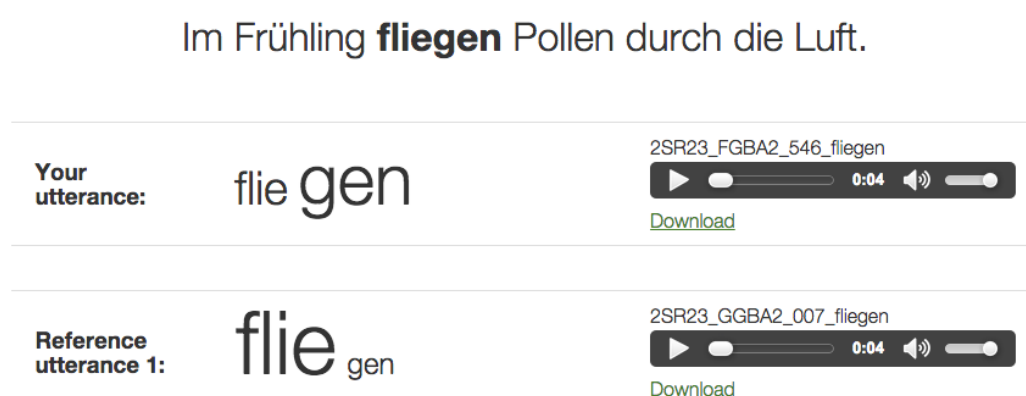 Im Frühling fliegen Pollen durch die Luft.
Your
utterance:
flie gen
2SR23_FGBA2_546_fliegen
0:04
Download
Reference
utterance 1:
flie gen
2SR23_GGBA2_007_fliegen
0:04
Download